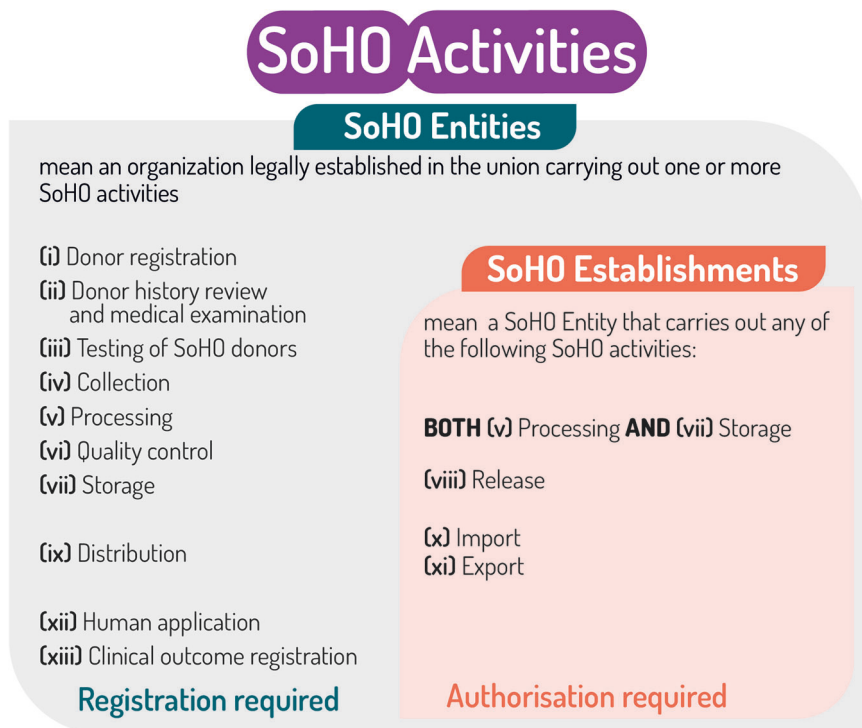 SoHO Activities
SoHO Entities
mean an organization legally established in the union carrying out one or more
SoHO activities
(i) Donor registration
(ii) Donor history review
and medical examination
(iii) Testing of SoHO donors
(iv) Collection
(v) Processing
(vi) Quality control
(vii) Storage
(ix) Distribution
(xii) Human application
(xiii) Clinical outcome registration
Registration required
SoHO Establishments
mean a SoHO Entity that carries out any of
the following SoHO activities:
BOTH (v) Processing AND (vii) Storage
(viii) Release
(x) Import
(xi) Export
Authorisation required